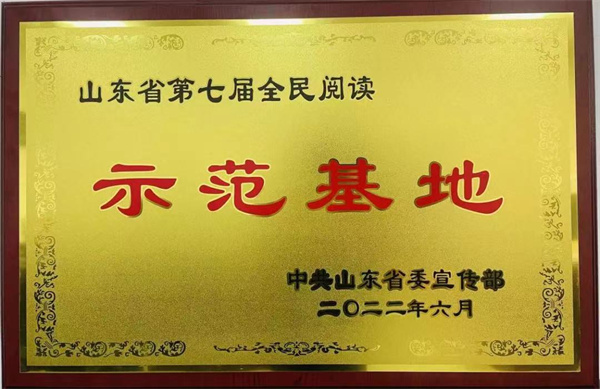 山东省第七届全民阅读
示范基地
中共山东省委宣传部
二〇二二年六月